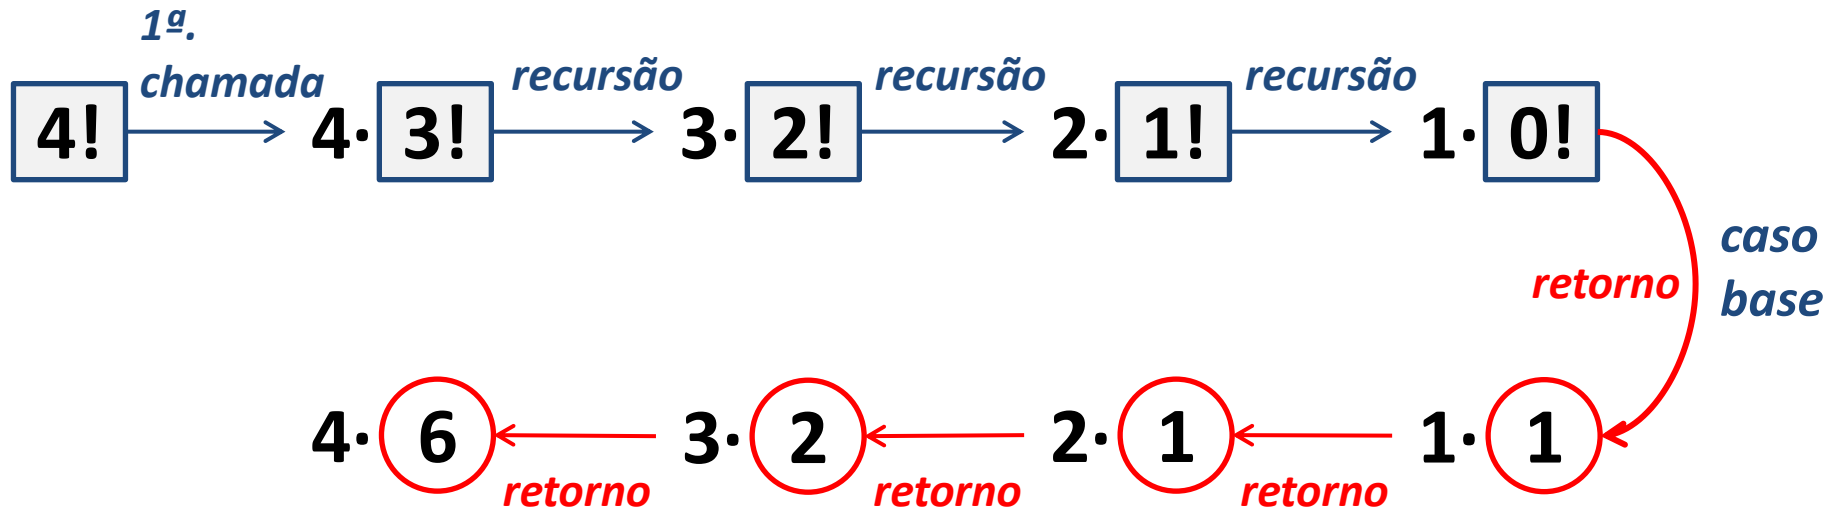 1ª.
chamada recursão recursão recursão
4! 4· 3! 3· 2! 2· 1! 1· 0!
caso
retorno
base
4· 6 3· 2 2· 1 1· 1
retorno retorno retorno